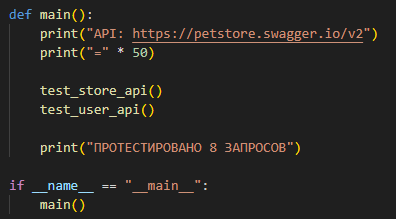 def main():
    print("API: https://petstore.swagger.io/v2")
    print("=" * 50)
    test_store_api()
    test_user_api()
    print("ПРОТЕСТИРОВАНО 8 ЗАПРОСОВ")
if __name__ == "__main__":
    main()